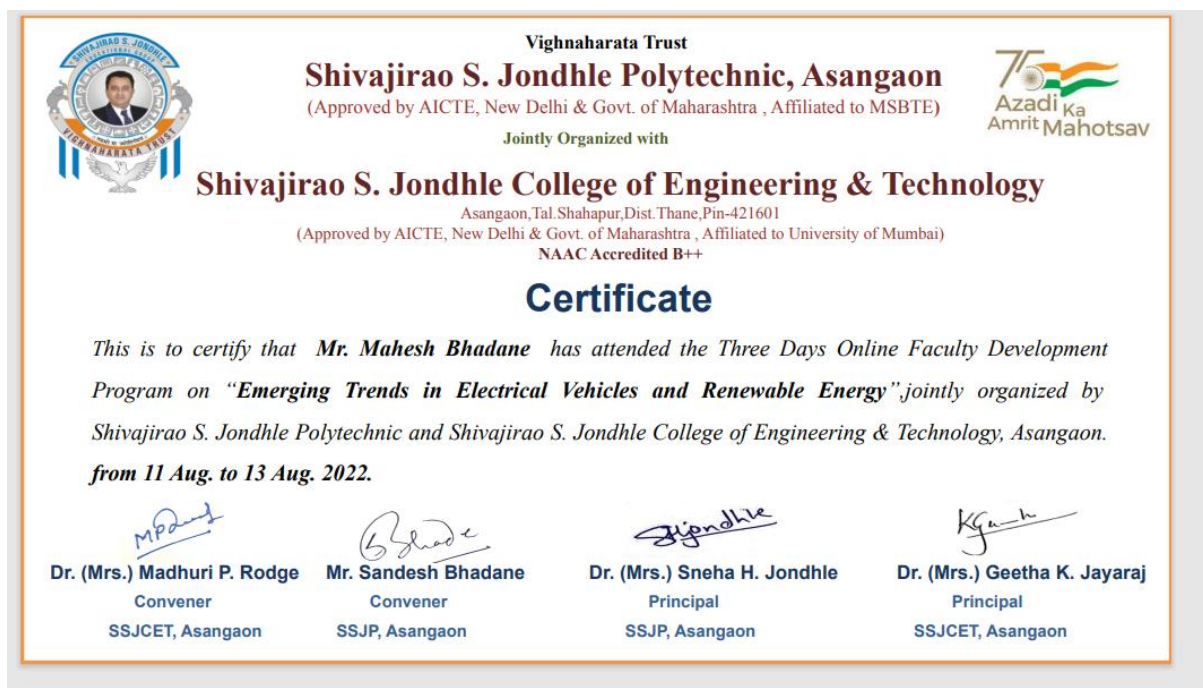 SHIVAJIRAO S. JONDHLE
EDUCATIONAL GROUP
VIGHNAHARATA TRUST
Vighnaharata Trust
Shivajirao S. Jondhle Polytechnic, Asangaon
(Approved by AICTE, New Delhi & Govt. of Maharashtra , Affiliated to MSBTE)
75
Azadi Ka
Amrit Mahotsav
Jointly Organized with
Shivajirao S. Jondhle College of Engineering & Technology
Asangaon,Tal.Shahapur,Dist.Thane,Pin-421601
(Approved by AICTE, New Delhi & Govt. of Maharashtra , Affiliated to University of Mumbai)
NAAC Accredited B++
Certificate
This is to certify that Mr. Mahesh Bhadane has attended the Three Days Online Faculty Development
Program on “Emerging Trends in Electrical Vehicles and Renewable Energy”,jointly organized by
Shivajirao S. Jondhle Polytechnic and Shivajirao S. Jondhle College of Engineering & Technology, Asangaon.
from 11 Aug. to 13 Aug. 2022.
Dr. (Mrs.) Madhuri P. Rodge Mr. Sandesh Bhadane Dr. (Mrs.) Sneha H. Jondhle Dr. (Mrs.) Geetha K. Jayaraj
Convener Convener Principal Principal
SSJCET, Asangaon SSJP, Asangaon SSJP, Asangaon SSJCET, Asangaon